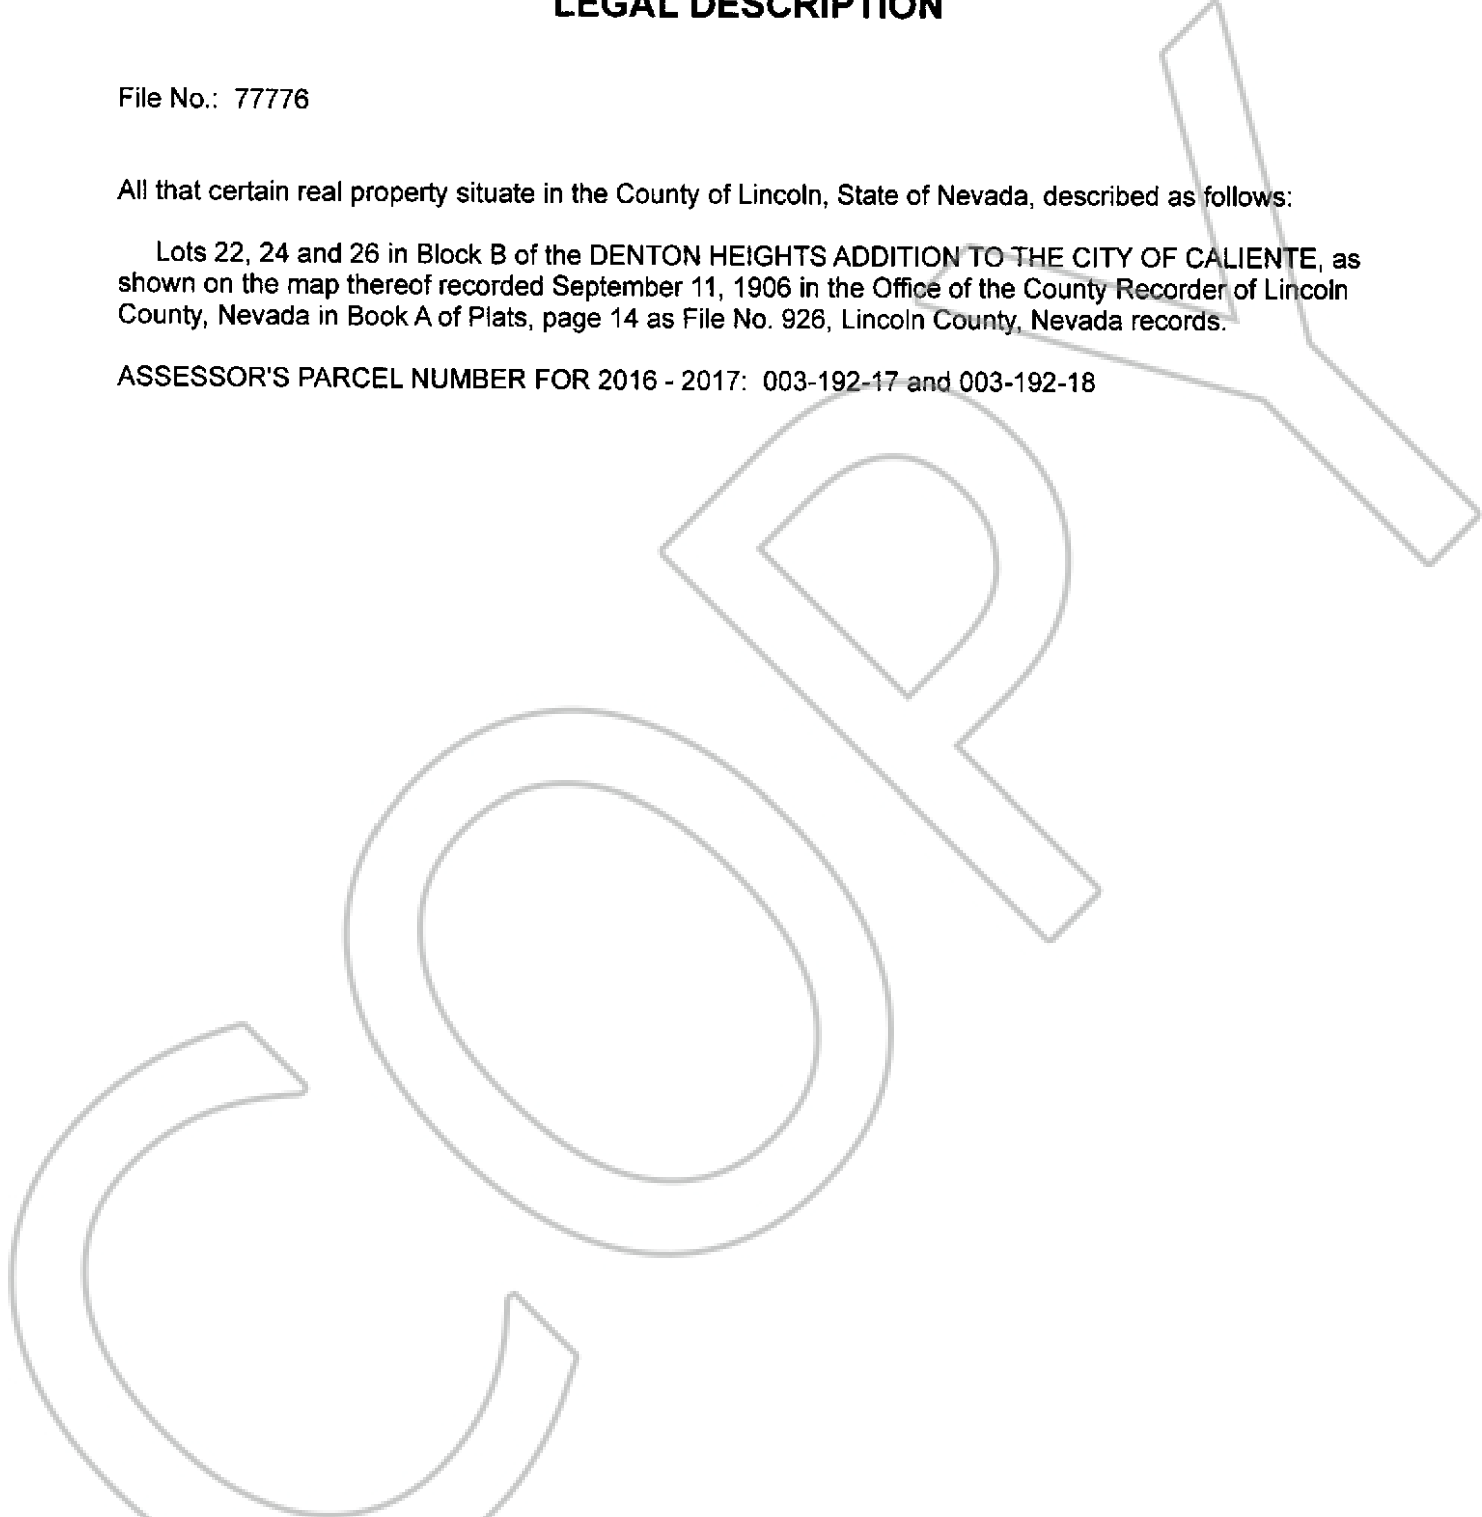 LEGAL DESCRIPTION
File No.: 77776
All that certain real property situate in the County of Lincoln, State of Nevada, described as follows:
Lots 22, 24 and 26 in Block B of the DENTON HEIGHTS ADDITION TO THE CITY OF CALIENTE, as
shown on the map thereof recorded September 11, 1906 in the Office of the County Recorder of Lincoln
County, Nevada in Book A of Plats, page 14 as File No. 926, Lincoln County, Nevada records.
ASSESSOR'S PARCEL NUMBER FOR 2016 - 2017: 003-192-17 and 003-192-18
COPY